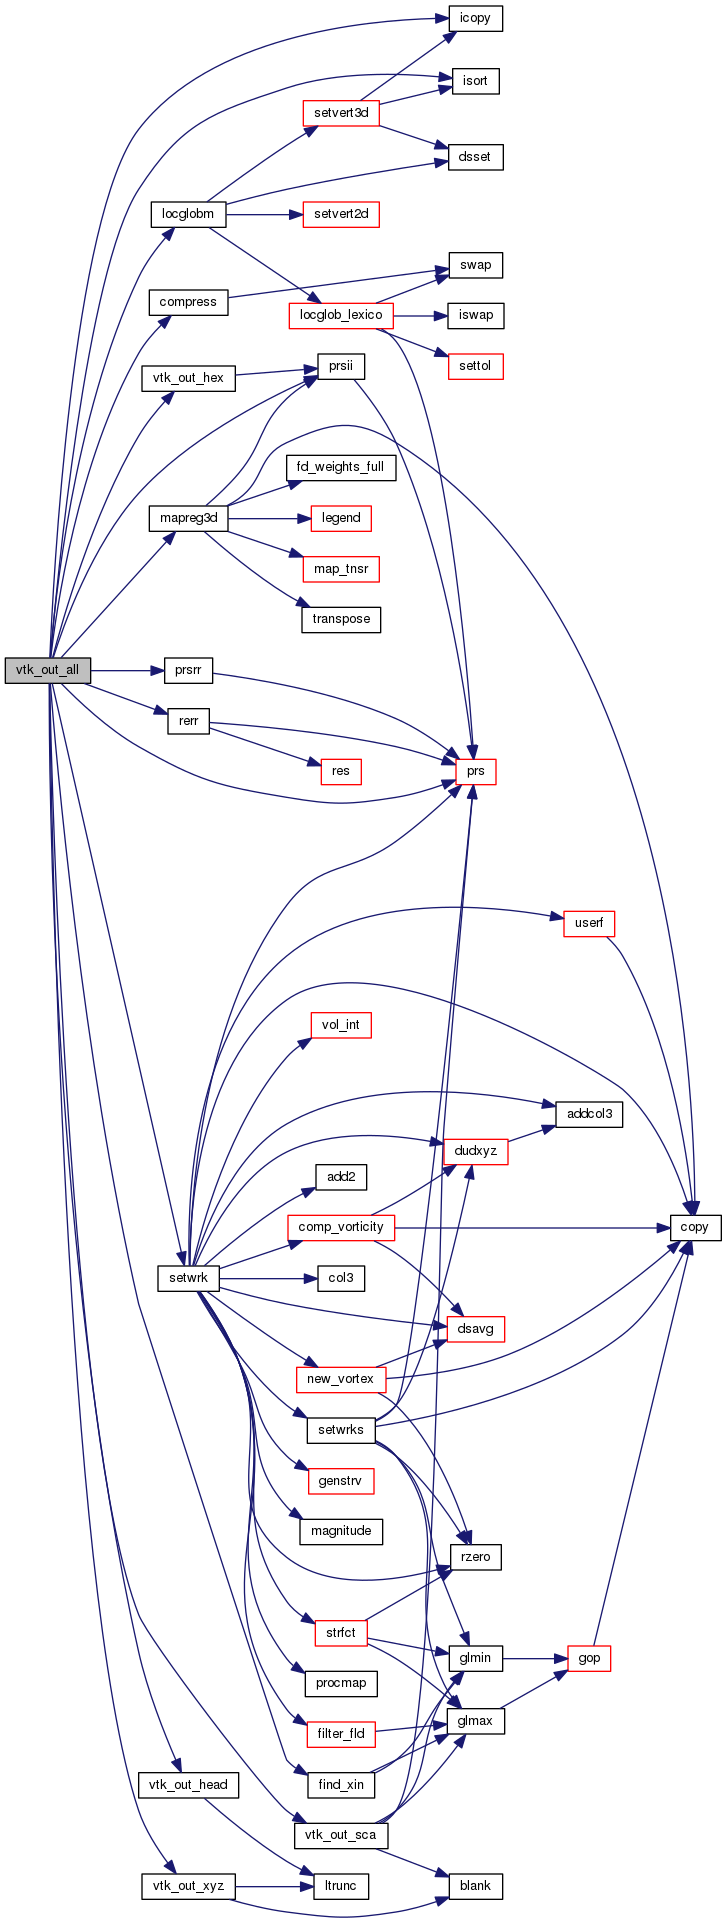 icopy
isort
setvert3d
dsset
locglobm
setvert2d
swap
compress
locglob_lexico
iswap
prsii
settol
vtk_out_hex
fd_weights_full
mapreg3d
legend
map_tnsr
transpose
vtk_out_all
prsrr
rerr
res
prs
userf
vol_int
addcol3
dudxyz
add2
comp_vorticity
copy
setwrk
col3
dsavg
new_vortex
setwrks
genstrv
magnitude
rzero
strfct
glmin
gop
procmap
glmax
filter_fld
vtk_out_head
find_xin
vtk_out_sca
vtk_out_xyz
ltrunc
blank